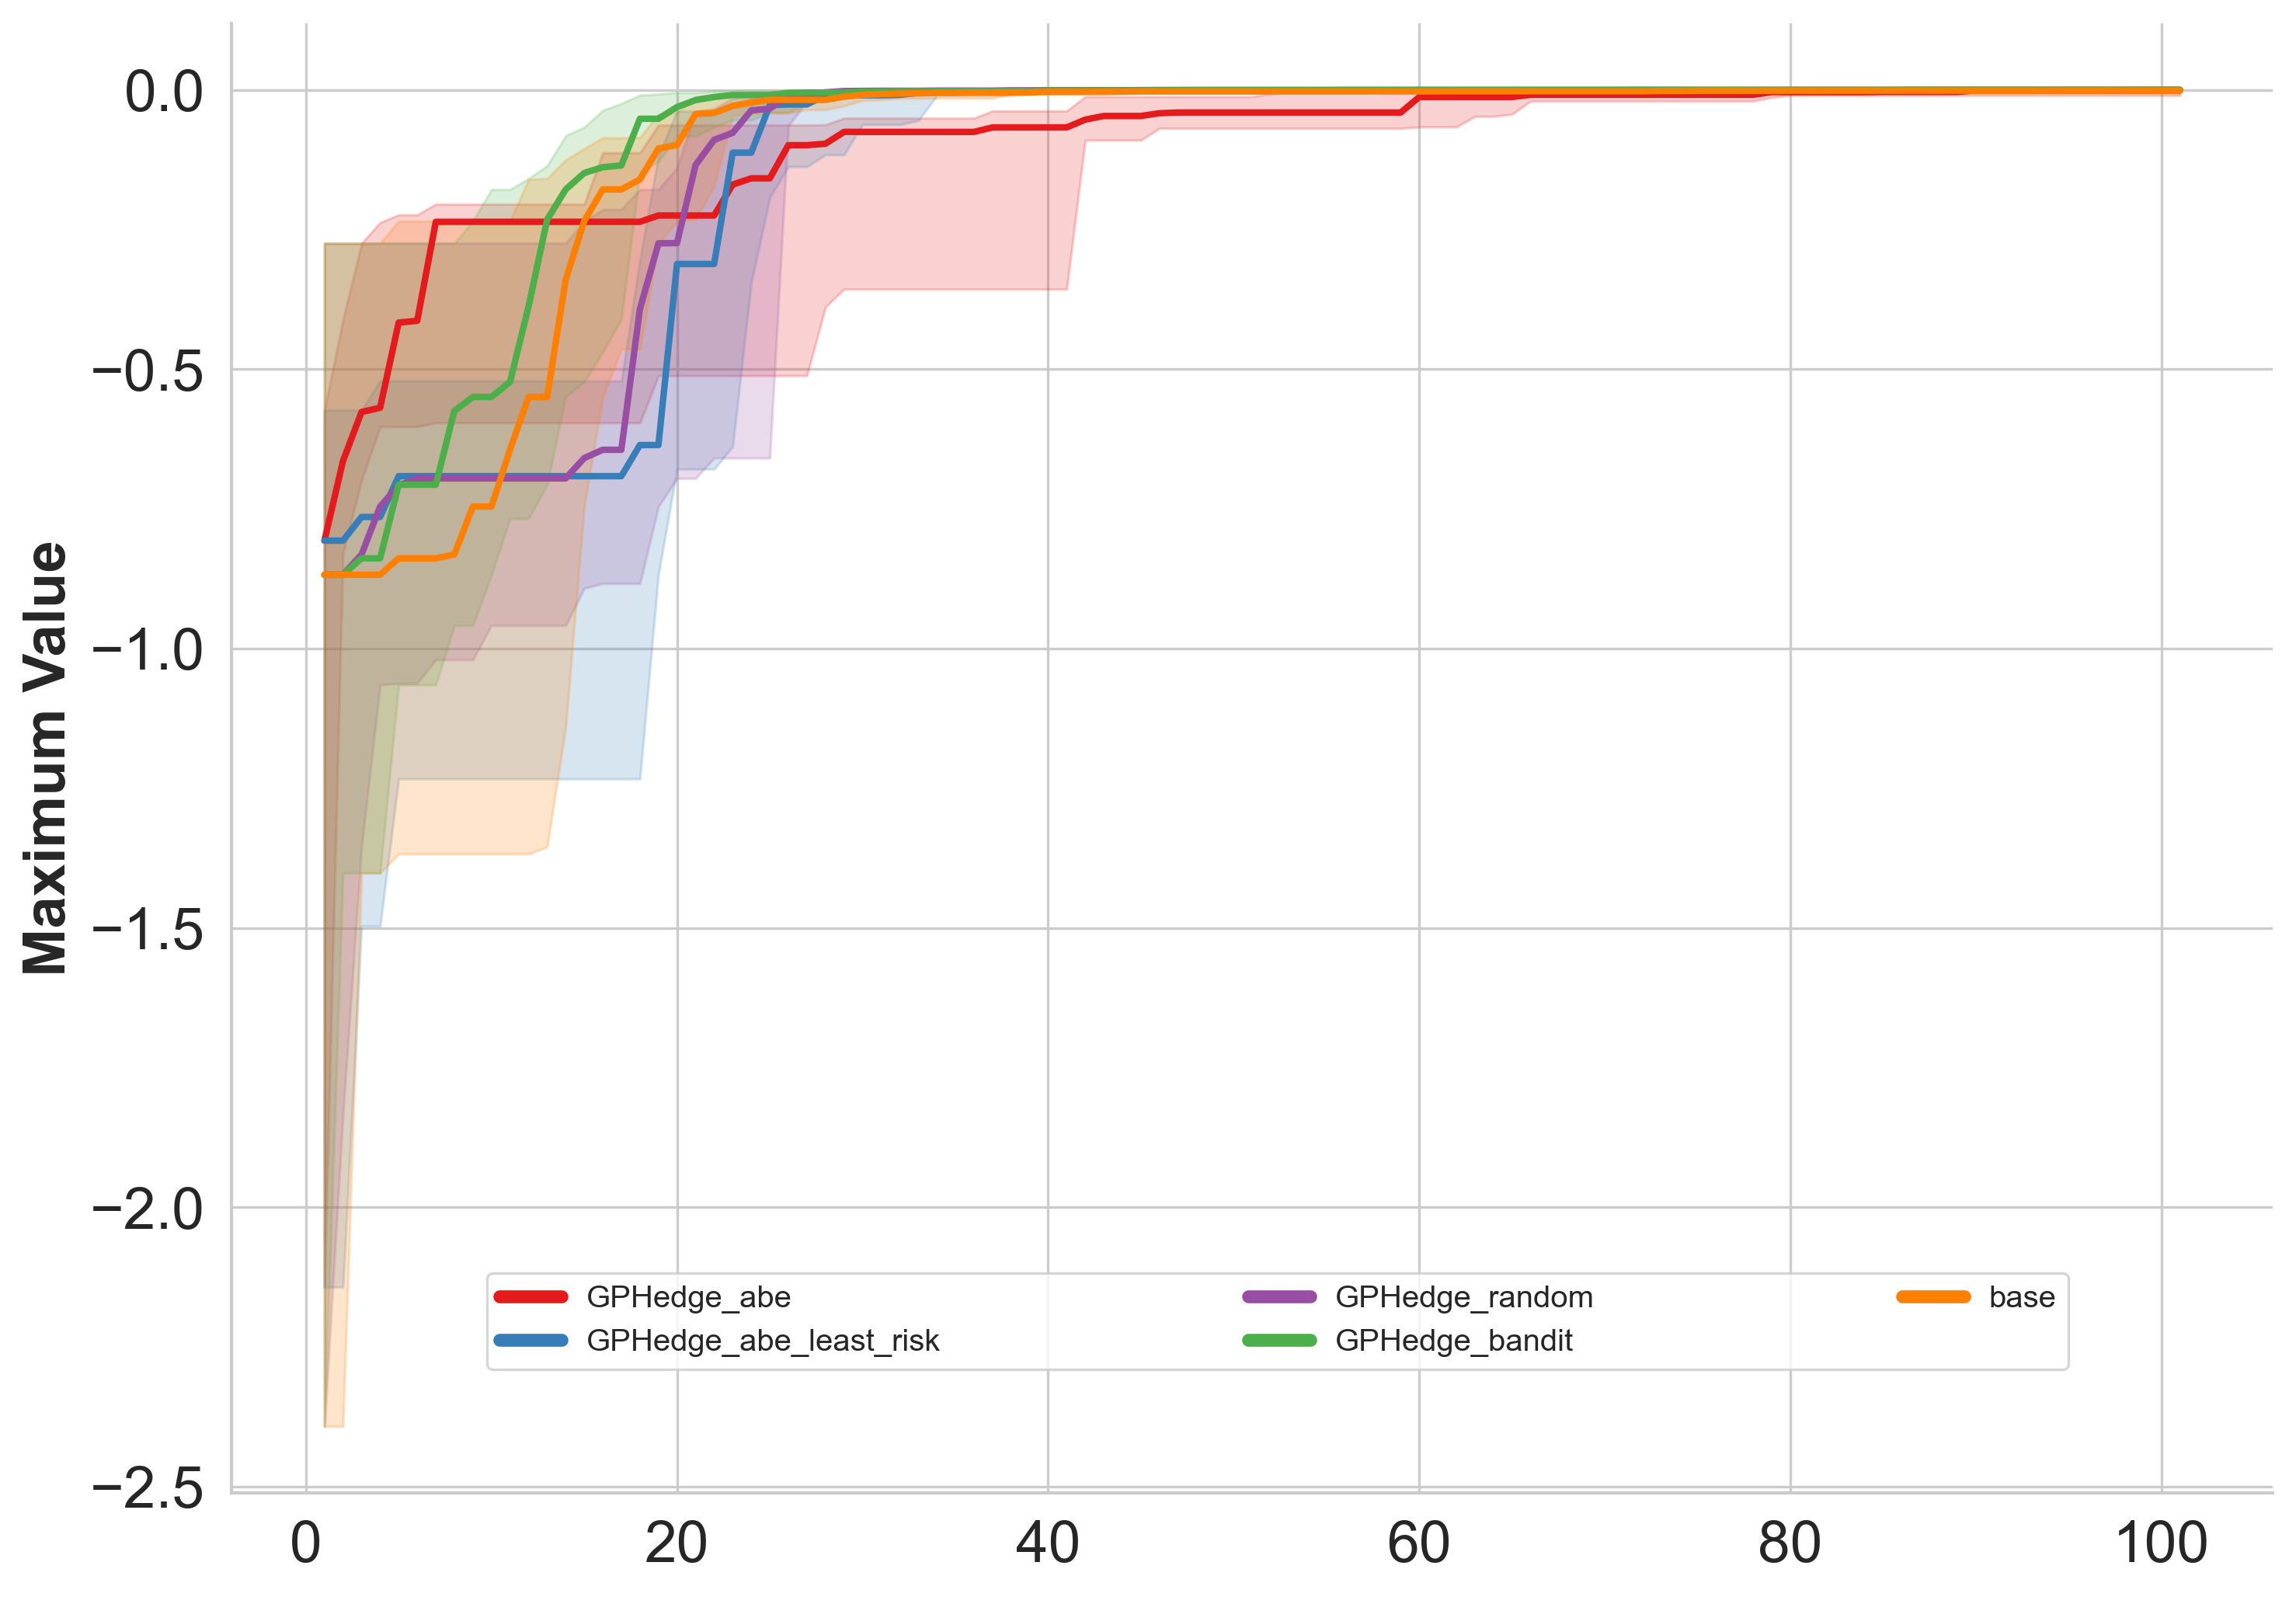 Maximum Value
0.0
−0.5
−1.0
−1.5
−2.0
−2.5
0 20 40 60 80 100
GPHedge_abe GPHedge_random base
GPHedge_abe_least_risk GPHedge_bandit